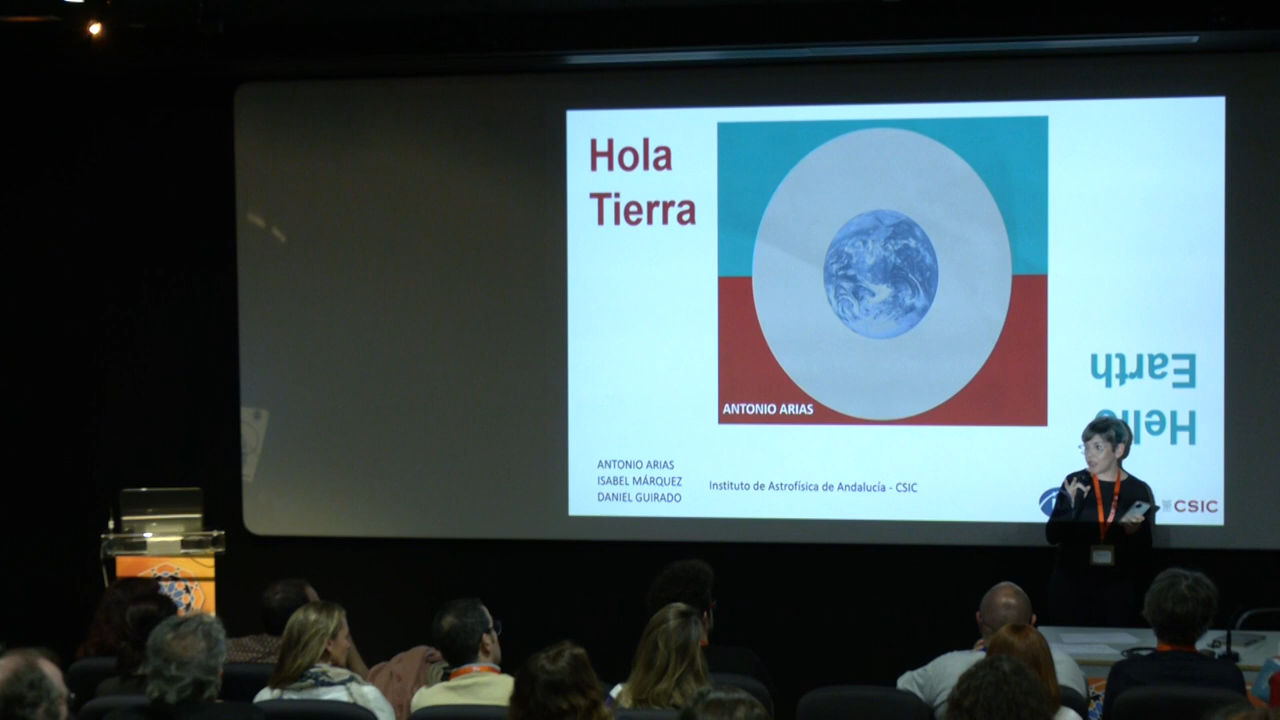 Hola
Tierra
ANTONIO ARIAS
Hello
Earth
ANTONIO ARIAS
ISABEL MÁRQUEZ
DANIEL GUIRADO
Instituto de Astrofísica de Andalucía - CSIC
CSIC